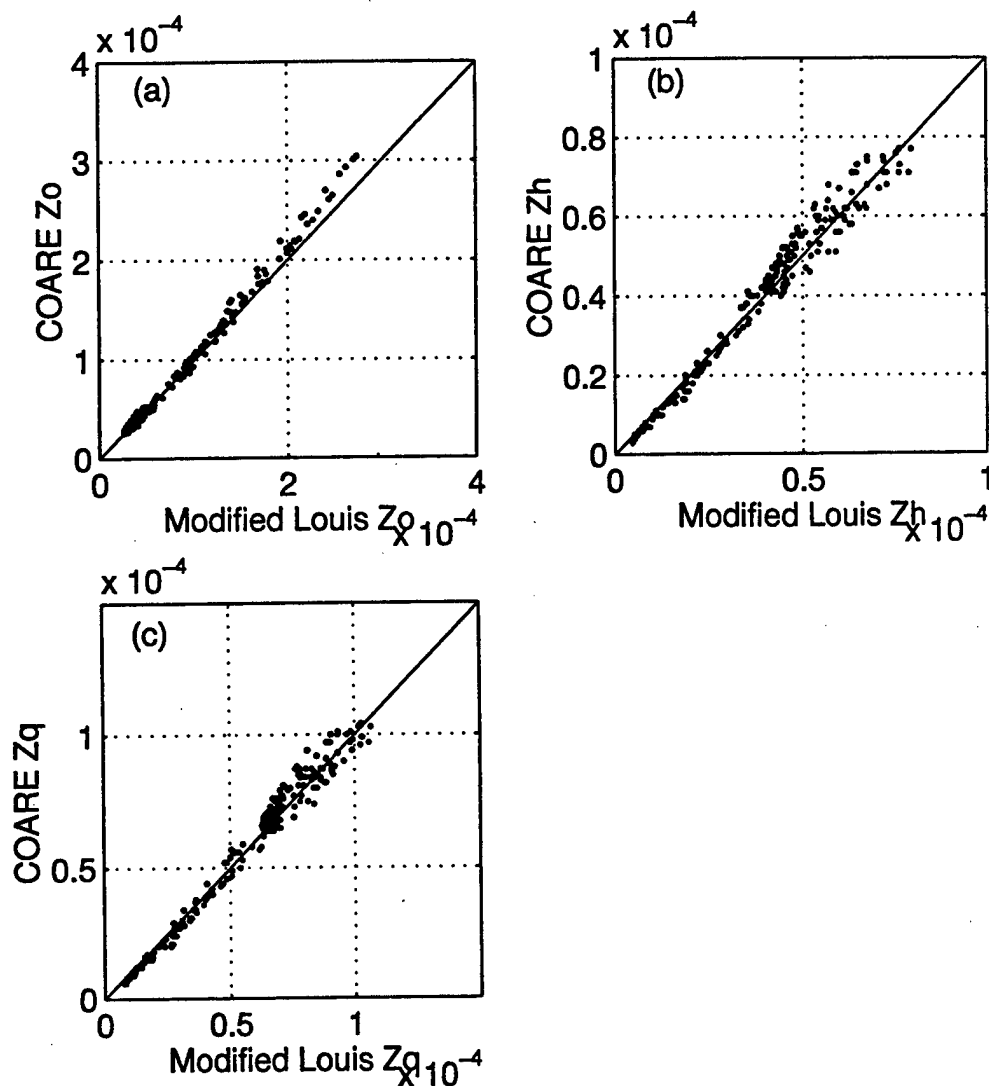 x 10⁻⁴
4
(a)
3
COARE Zo
2
1
0
0 2 4
Modified Louis Zo
x 10⁻⁴
x 10⁻⁴
1
(b)
0.8
COARE Zh
0.6
0.4
0.2
0
0 0.5 1
Modified Louis Zh
x 10⁻⁴
x 10⁻⁴
(c)
COARE Zq
1
0.5
0
0 0.5 1
Modified Louis Zq
x 10⁻⁴